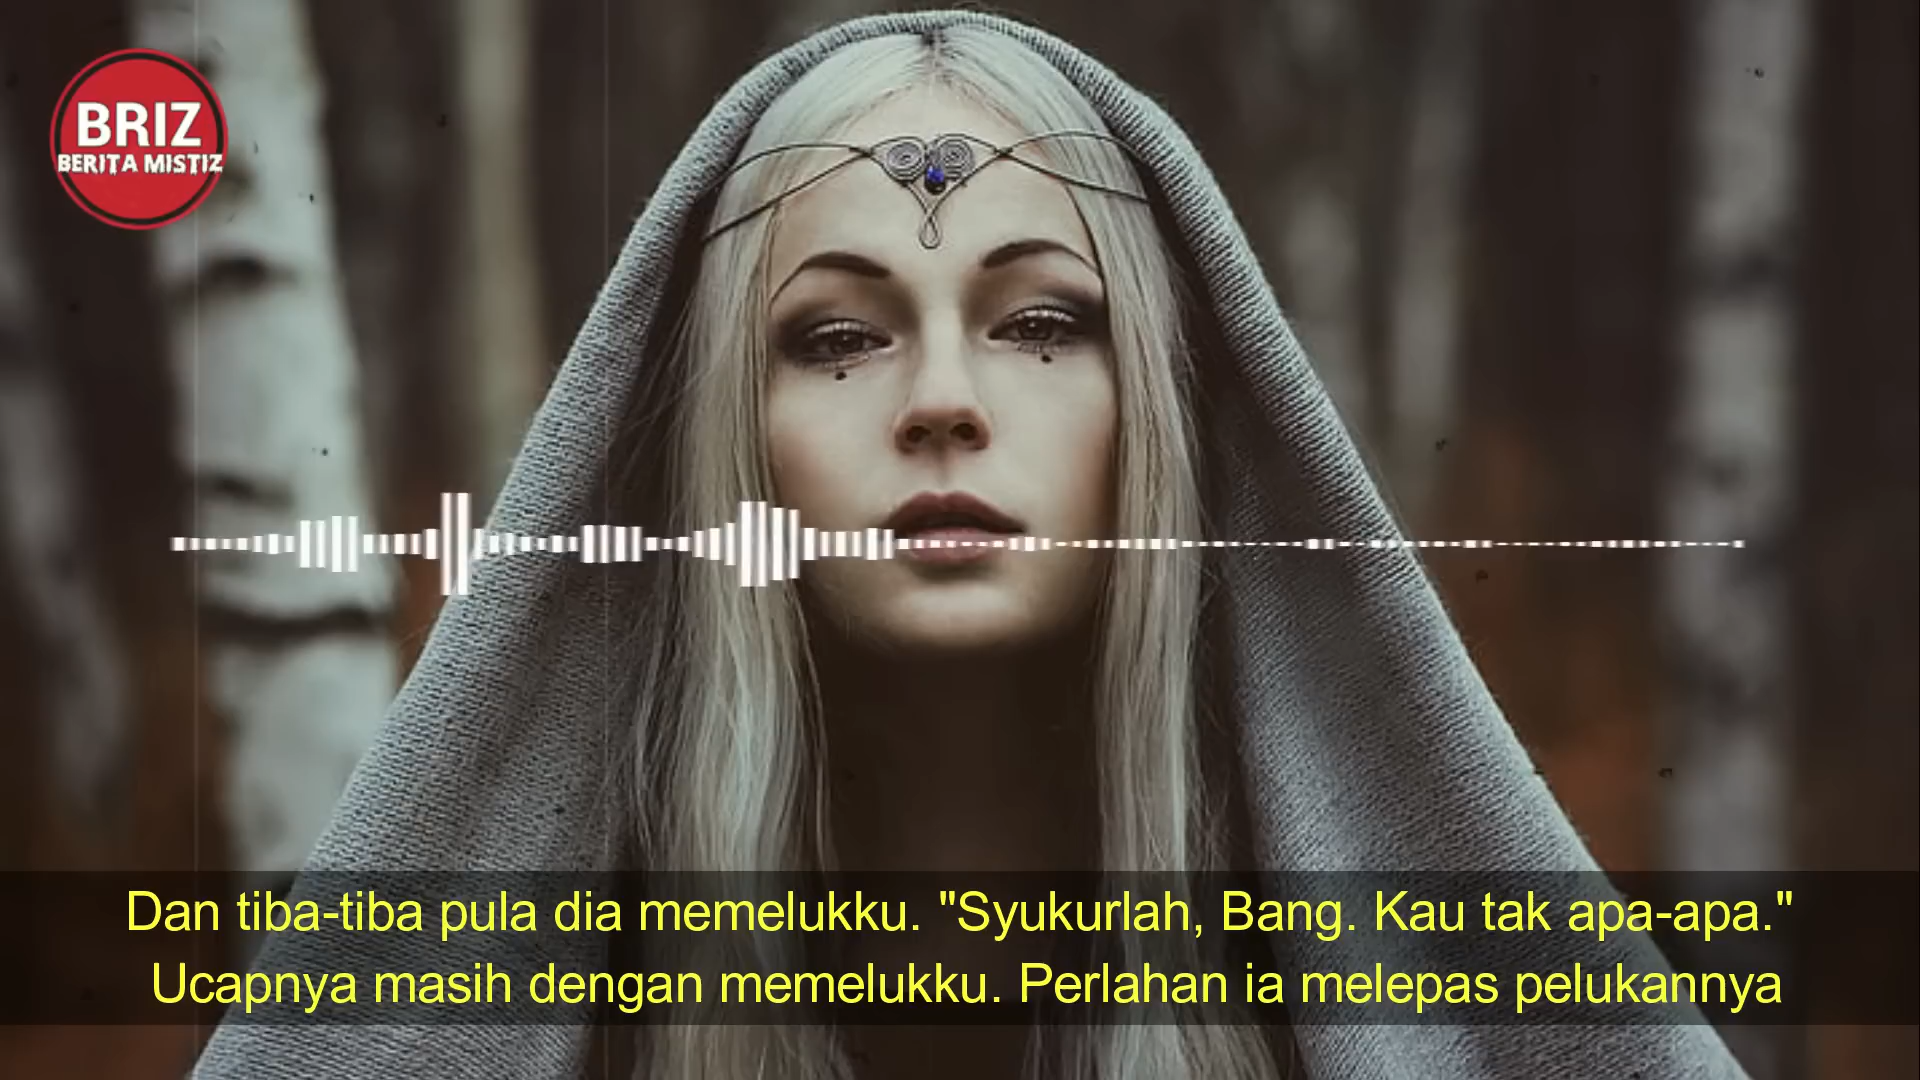 BRIZ
BERITA MISTIZ
Dan tiba-tiba pula dia memelukku. "Syukurlah, Bang. Kau tak apa-apa."
Ucapnya masih dengan memelukku. Perlahan ia melepas pelukannya